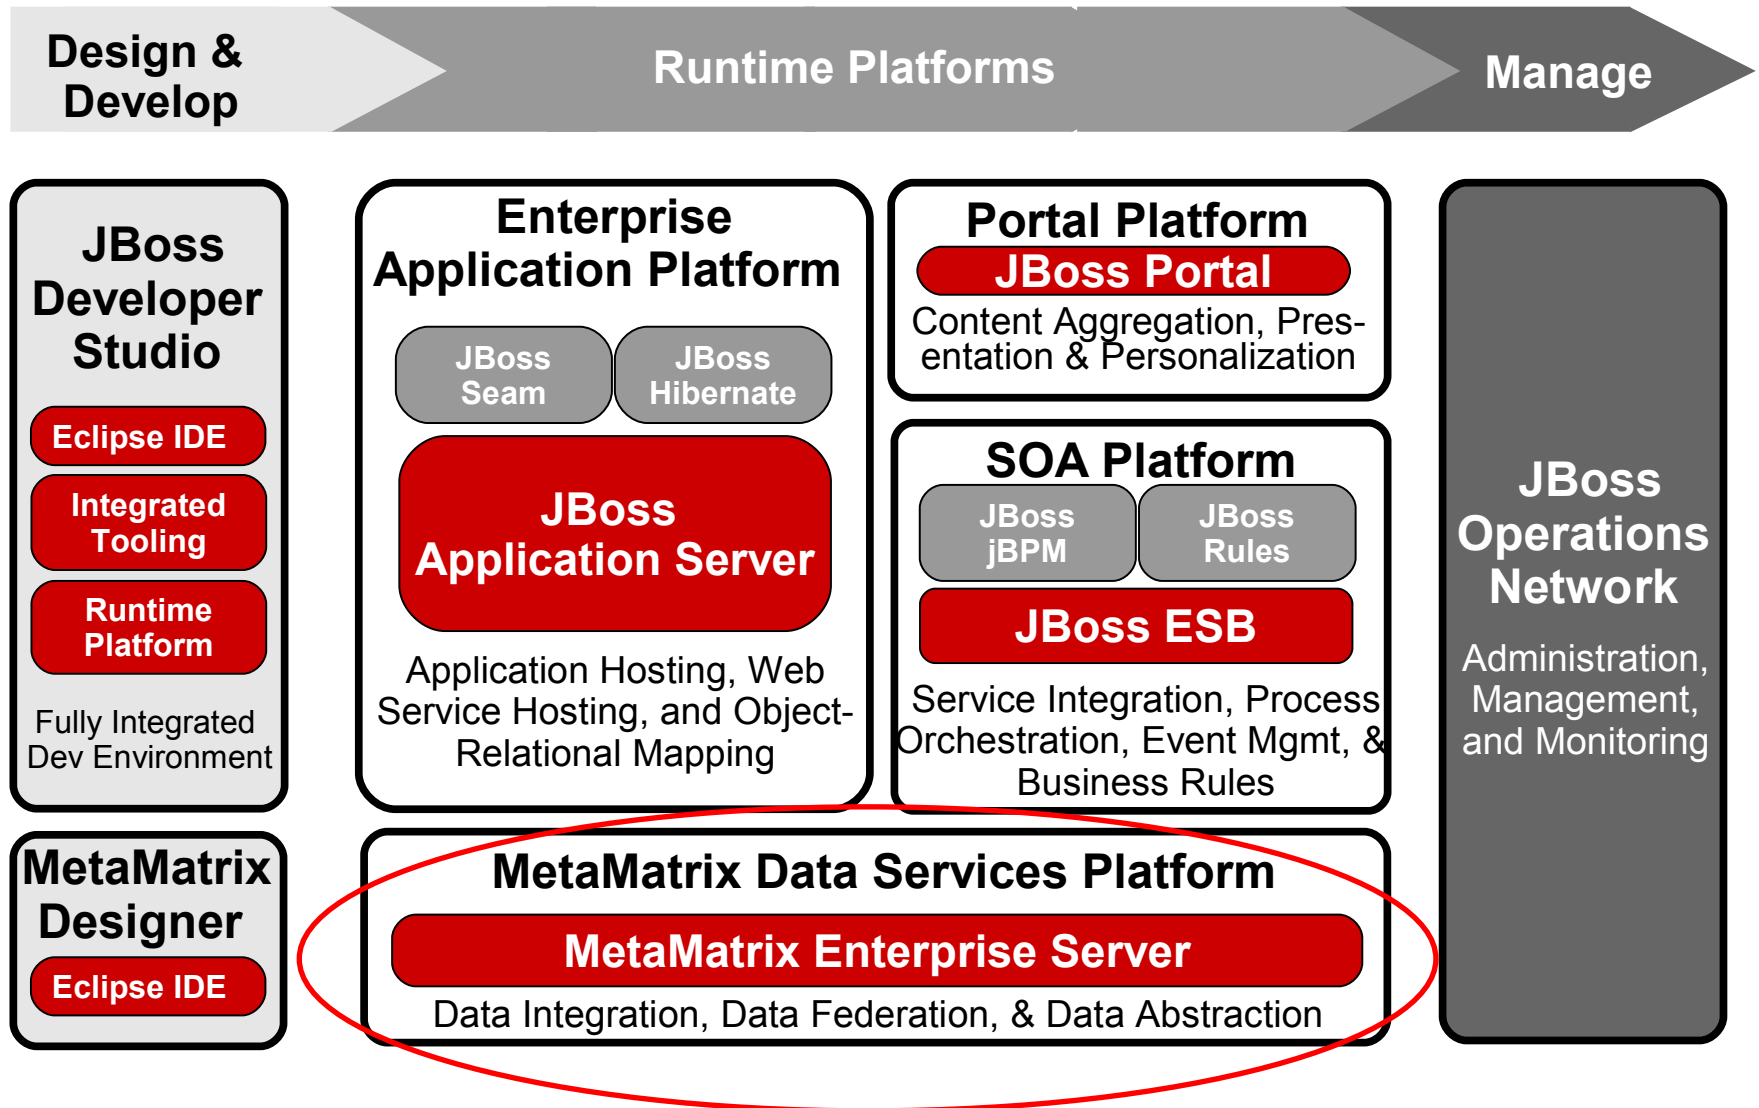 Design &
Develop
Runtime Platforms
Manage
JBoss
Developer
Studio
Eclipse IDE
Integrated
Tooling
Runtime
Platform
Fully Integrated
Dev Environment
MetaMatrix
Designer
Eclipse IDE
Enterprise
Application Platform
JBoss
Seam
JBoss
Hibernate
JBoss
Application Server
Application Hosting, Web
Service Hosting, and Object-
Relational Mapping
Portal Platform
JBoss Portal
Content Aggregation, Pres-
entation & Personalization
SOA Platform
JBoss
jBPM
JBoss
Rules
JBoss ESB
Service Integration, Process
Orchestration, Event Mgmt, &
Business Rules
MetaMatrix Data Services Platform
MetaMatrix Enterprise Server
Data Integration, Data Federation, & Data Abstraction
JBoss
Operations
Network
Administration,
Management,
and Monitoring